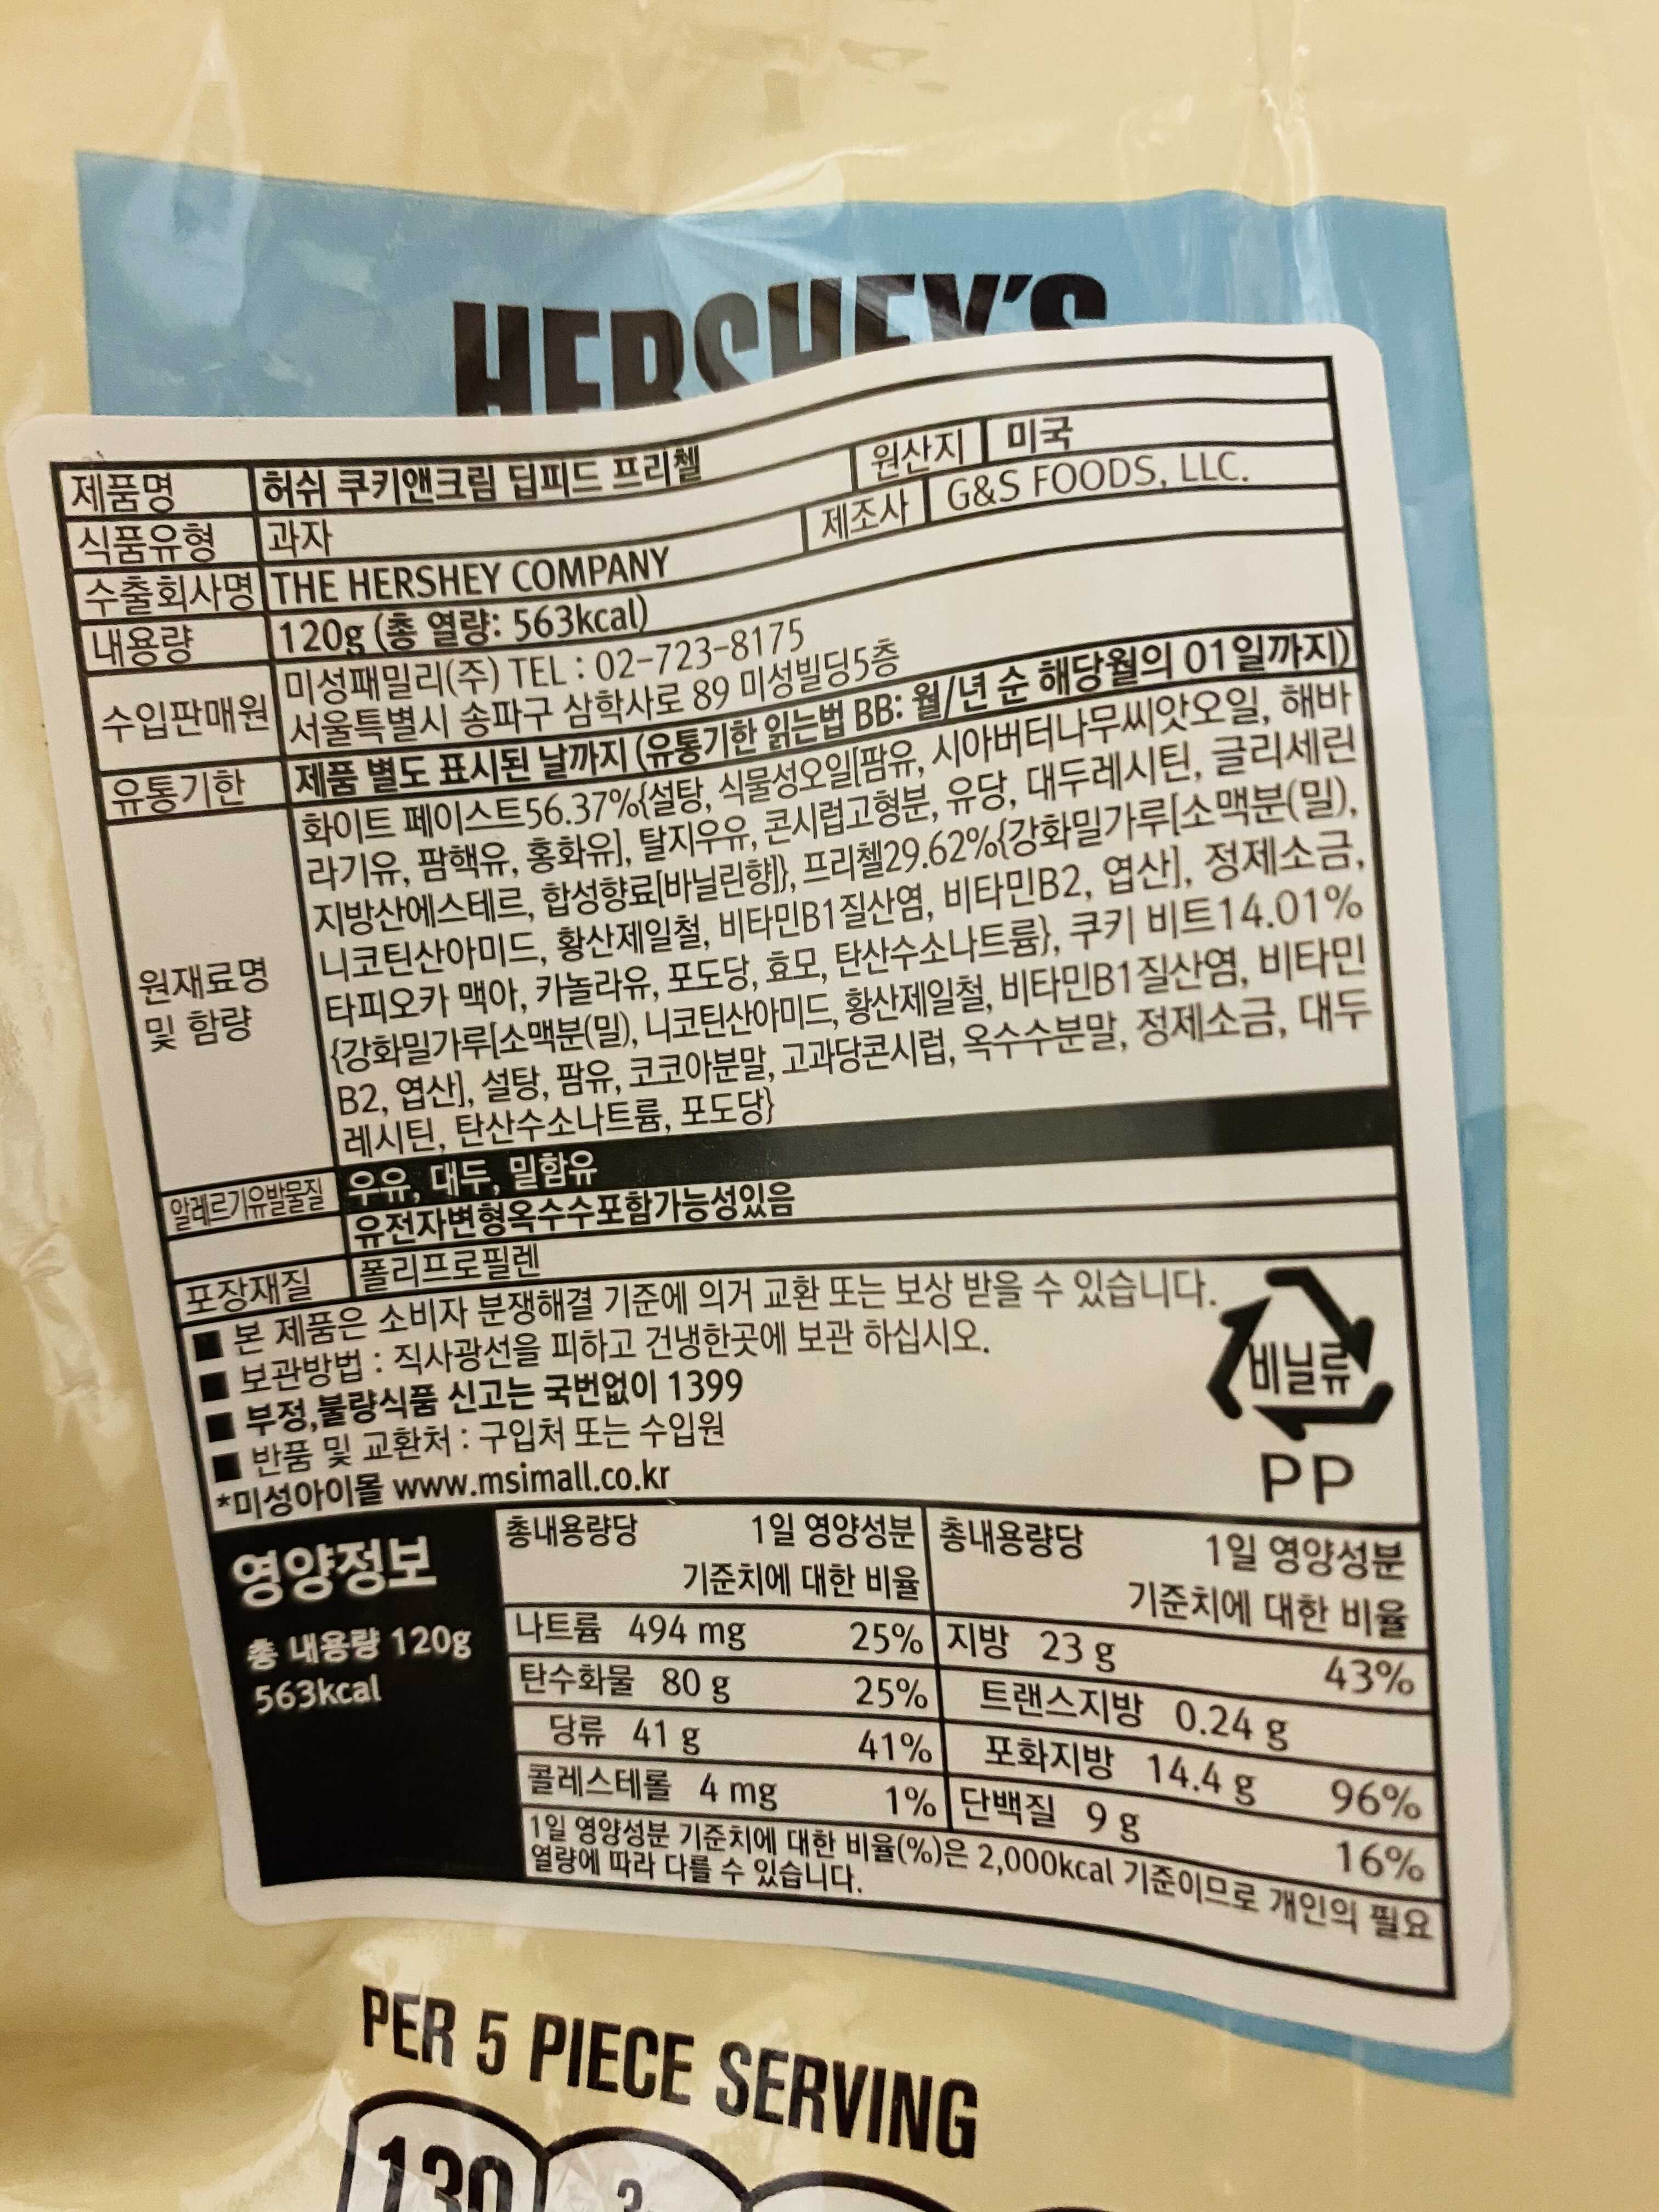 HERSHEY'S
제품명 허쉬 쿠키앤크림 딥피드 프리첼 원산지 미국
식품유형 과자 제조사 G&S FOODS, LLC.
수출회사명 THE HERSHEY COMPANY
내용량 120g (총 열량: 563kcal)
수입판매원 미성패밀리(주) TEL : 02-723-8175
서울특별시 송파구 삼학사로 89 미성빌딩5층
유통기한 제품 별도 표시된 날까지 (유통기한 읽는법 BB: 월/년 순 해당월의 01일까지)
원재료명
및 함량
화이트 페이스트56.37%{설탕, 식물성오일[팜유, 시아버터나무씨앗오일, 해바
라기유, 팜핵유, 홍화유], 탈지우유, 콘시럽고형분, 유당, 대두레시틴, 글리세린
지방산에스테르, 합성향료[바닐린향]}, 프리첼29.62%{강화밀가루[소맥분(밀),
니코틴산아미드, 황산제일철, 비타민B1질산염, 비타민B2, 엽산], 정제소금,
타피오카 맥아, 카놀라유, 포도당, 효모, 탄산수소나트륨}, 쿠키 비트14.01%
{강화밀가루[소맥분(밀), 니코틴산아미드, 황산제일철, 비타민B1질산염, 비타민
B2, 엽산], 설탕, 팜유, 코코아분말, 고과당콘시럽, 옥수수분말, 정제소금, 대두
레시틴, 탄산수소나트륨, 포도당}
알레르기유발물질 우유, 대두, 밀함유
유전자변형옥수수포함가능성있음
포장재질 폴리프로필렌
■ 본 제품은 소비자 분쟁해결 기준에 의거 교환 또는 보상 받을 수 있습니다.
■ 보관방법 : 직사광선을 피하고 건냉한곳에 보관 하십시오.
■ 부정,불량식품 신고는 국번없이 1399
■ 반품 및 교환처 : 구입처 또는 수입원
*미성아이몰 www.msimall.co.kr
비닐류
PP
영양정보
총 내용량 120g
563kcal
총내용량당 1일 영양성분
기준치에 대한 비율
총내용량당 1일 영양성분
기준치에 대한 비율
나트륨 494 mg 25% 지방 23 g 43%
탄수화물 80 g 25% 트랜스지방 0.24 g
당류 41 g 41% 포화지방 14.4 g 96%
콜레스테롤 4 mg 1% 단백질 9 g 16%
1일 영양성분 기준치에 대한 비율(%)은 2,000kcal 기준이므로 개인의 필요
열량에 따라 다를 수 있습니다.
PER 5 PIECE SERVING
130